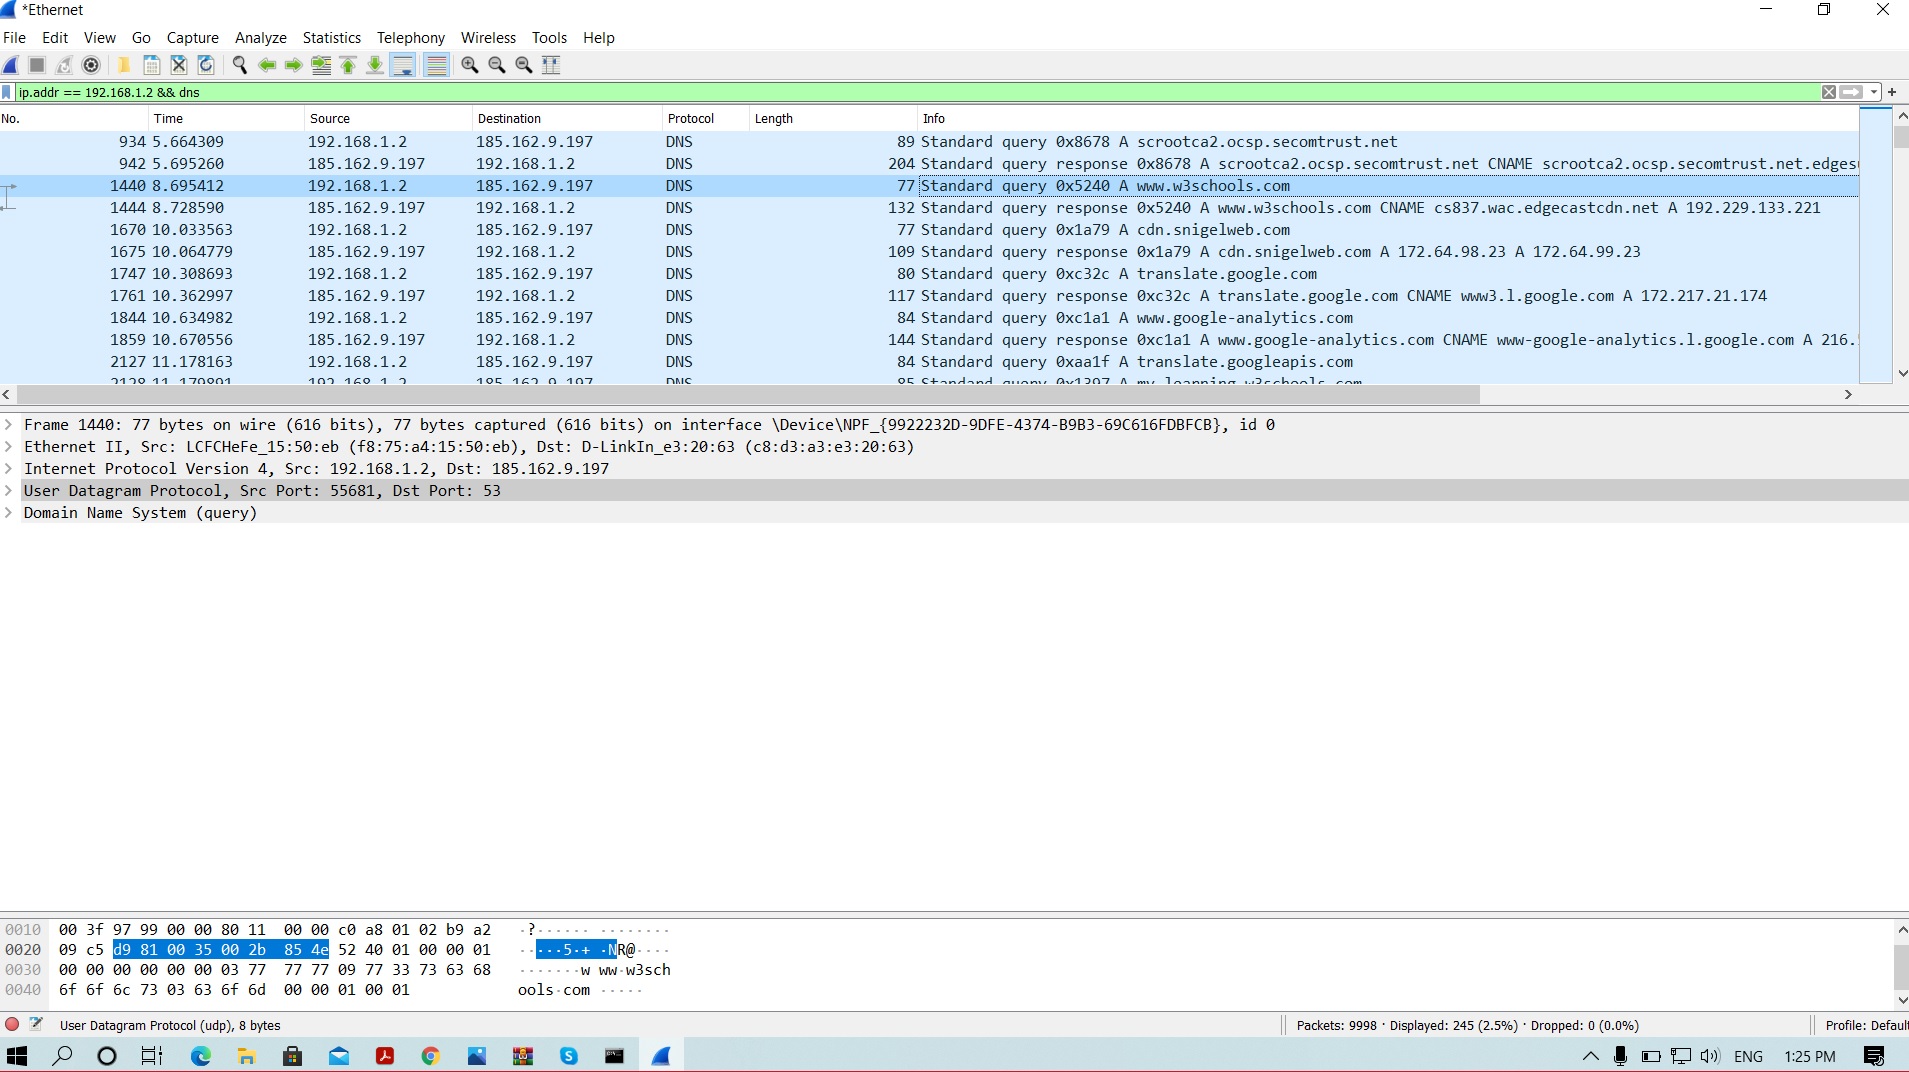 *Ethernet
File Edit View Go Capture Analyze Statistics Telephony Wireless Tools Help
ip.addr == 192.168.1.2 && dns
No. Time Source Destination Protocol Length Info
934 5.664309 192.168.1.2 185.162.9.197 DNS 89 Standard query 0x8678 A scrootca2.ocsp.secomtrust.net
942 5.695260 185.162.9.197 192.168.1.2 DNS 204 Standard query response 0x8678 A scrootca2.ocsp.secomtrust.net CNAME scrootca2.ocsp.secomtrust.net.edges
1440 8.695412 192.168.1.2 185.162.9.197 DNS 77 Standard query 0x5240 A www.w3schools.com
1444 8.728590 185.162.9.197 192.168.1.2 DNS 132 Standard query response 0x5240 A www.w3schools.com CNAME cs837.wac.edgecastcdn.net A 192.229.133.221
1670 10.033563 192.168.1.2 185.162.9.197 DNS 77 Standard query 0x1a79 A cdn.snigelweb.com
1675 10.064779 185.162.9.197 192.168.1.2 DNS 109 Standard query response 0x1a79 A cdn.snigelweb.com A 172.64.98.23 A 172.64.99.23
1747 10.308693 192.168.1.2 185.162.9.197 DNS 80 Standard query 0xc32c A translate.google.com
1761 10.362997 185.162.9.197 192.168.1.2 DNS 117 Standard query response 0xc32c A translate.google.com CNAME www3.l.google.com A 172.217.21.174
1844 10.634982 192.168.1.2 185.162.9.197 DNS 84 Standard query 0xc1a1 A www.google-analytics.com
1859 10.670556 185.162.9.197 192.168.1.2 DNS 144 Standard query response 0xc1a1 A www.google-analytics.com CNAME www-google-analytics.l.google.com A 216.
2127 11.178163 192.168.1.2 185.162.9.197 DNS 84 Standard query 0xaa1f A translate.googleapis.com
2128 11.179891 192.168.1.2 185.162.9.197 DNS 85 Standard query 0x1397 A my-learning.w3schools.com
Frame 1440: 77 bytes on wire (616 bits), 77 bytes captured (616 bits) on interface \Device\NPF_{9922232D-9DFE-4374-B9B3-69C616FDBFCB}, id 0
Ethernet II, Src: LCFCHeFe_15:50:eb (f8:75:a4:15:50:eb), Dst: D-LinkIn_e3:20:63 (c8:d3:a3:e3:20:63)
Internet Protocol Version 4, Src: 192.168.1.2, Dst: 185.162.9.197
User Datagram Protocol, Src Port: 55681, Dst Port: 53
Domain Name System (query)
0010 00 3f 97 99 00 00 80 11 00 00 c0 a8 01 02 b9 a2 ·?······ ········
0020 09 c5 d9 81 00 35 00 2b 85 4e 52 40 01 00 00 01 ·····5·+ ·NR@····
0030 00 00 00 00 00 00 03 77 77 77 09 77 33 73 63 68 ·······w ww·w3sch
0040 6f 6f 6c 73 03 63 6f 6d 00 00 01 00 01 ools·com ·····
User Datagram Protocol (udp), 8 bytes Packets: 9998 · Displayed: 245 (2.5%) · Dropped: 0 (0.0%) Profile: Defaul
ENG 1:25 PM